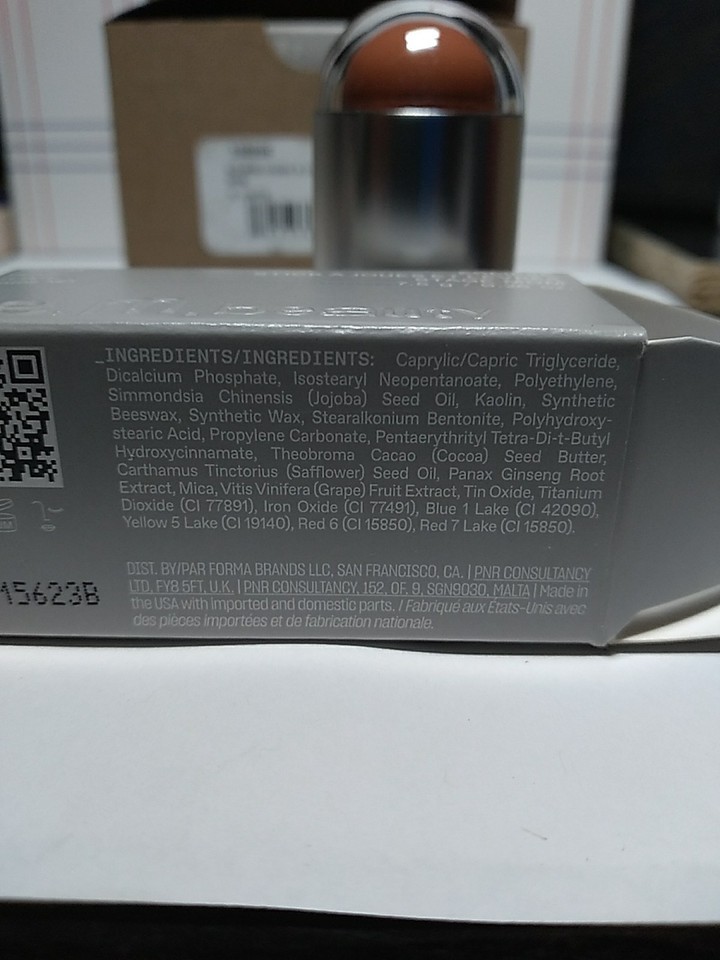 e.m. beauty
_INGREDIENTS/INGREDIENTS: Caprylic/Capric Triglyceride,
Dicalcium Phosphate, Isostearyl Neopentanoate, Polyethylene,
Simmondsia Chinensis (Jojoba) Seed Oil, Kaolin, Synthetic
Beeswax, Synthetic Wax, Stearalkonium Bentonite, Polyhydroxy-
stearic Acid, Propylene Carbonate, Pentaerythrityl Tetra-Di-t-Butyl
Hydroxycinnamate, Theobroma Cacao (Cocoa) Seed Butter,
Carthamus Tinctorius (Safflower) Seed Oil, Panax Ginseng Root
Extract, Mica, Vitis Vinifera (Grape) Fruit Extract, Tin Oxide, Titanium
Dioxide (CI 77891), Iron Oxide (CI 77491), Blue 1 Lake (CI 42090),
Yellow 5 Lake (CI 19140), Red 6 (CI 15850), Red 7 Lake (CI 15850).
15623B
DIST. BY/PAR FORMA BRANDS LLC, SAN FRANCISCO, CA. | PNR CONSULTANCY
LTD, FY8 5FT, U.K. | PNR CONSULTANCY, 152, OF. 9, SGN9030, MALTA | Made in
the USA with imported and domestic parts. / Fabriqué aux États-Unis avec
des pièces importées et de fabrication nationale.